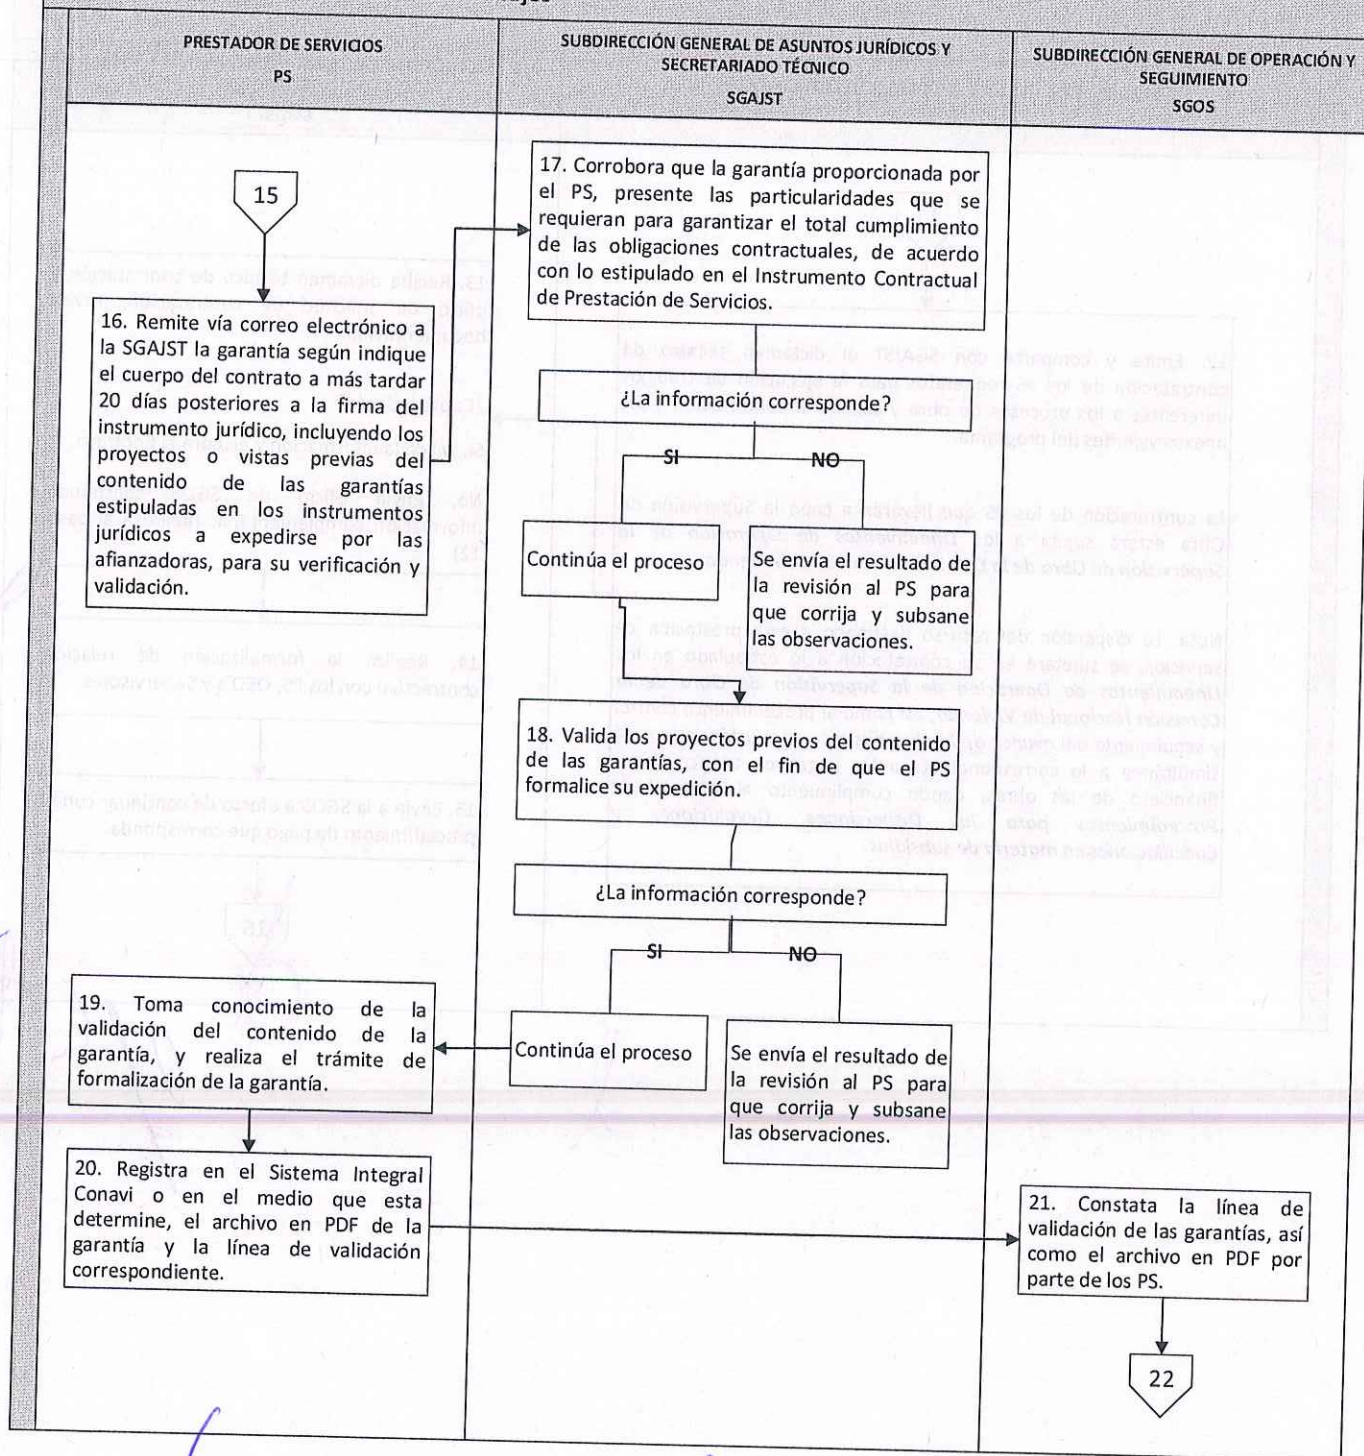 PRESTADOR DE SERVICIOS
PS
SUBDIRECCIÓN GENERAL DE ASUNTOS JURÍDICOS Y
SECRETARIADO TÉCNICO
SGAJST
SUBDIRECCIÓN GENERAL DE OPERACIÓN Y
SEGUIMIENTO
SGOS
15
16. Remite vía correo electrónico a
la SGAJST la garantía según indique
el cuerpo del contrato a más tardar
20 días posteriores a la firma del
instrumento jurídico, incluyendo los
proyectos o vistas previas del
contenido de las garantías
estipuladas en los instrumentos
jurídicos a expedirse por las
afianzadoras, para su verificación y
validación.
17. Corrobora que la garantía proporcionada por
el PS, presente las particularidades que se
requieran para garantizar el total cumplimiento
de las obligaciones contractuales, de acuerdo
con lo estipulado en el Instrumento Contractual
de Prestación de Servicios.
¿La información corresponde?
SI
NO
Continúa el proceso
Se envía el resultado de
la revisión al PS para
que corrija y subsane
las observaciones.
18. Valida los proyectos previos del contenido
de las garantías, con el fin de que el PS
formalice su expedición.
¿La información corresponde?
SI
NO
Continúa el proceso
Se envía el resultado de
la revisión al PS para
que corrija y subsane
las observaciones.
19. Toma conocimiento de la
validación del contenido de la
garantía, y realiza el trámite de
formalización de la garantía.
20. Registra en el Sistema Integral
Conavi o en el medio que esta
determine, el archivo en PDF de la
garantía y la línea de validación
correspondiente.
21. Constata la línea de
validación de las garantías, así
como el archivo en PDF por
parte de los PS.
22